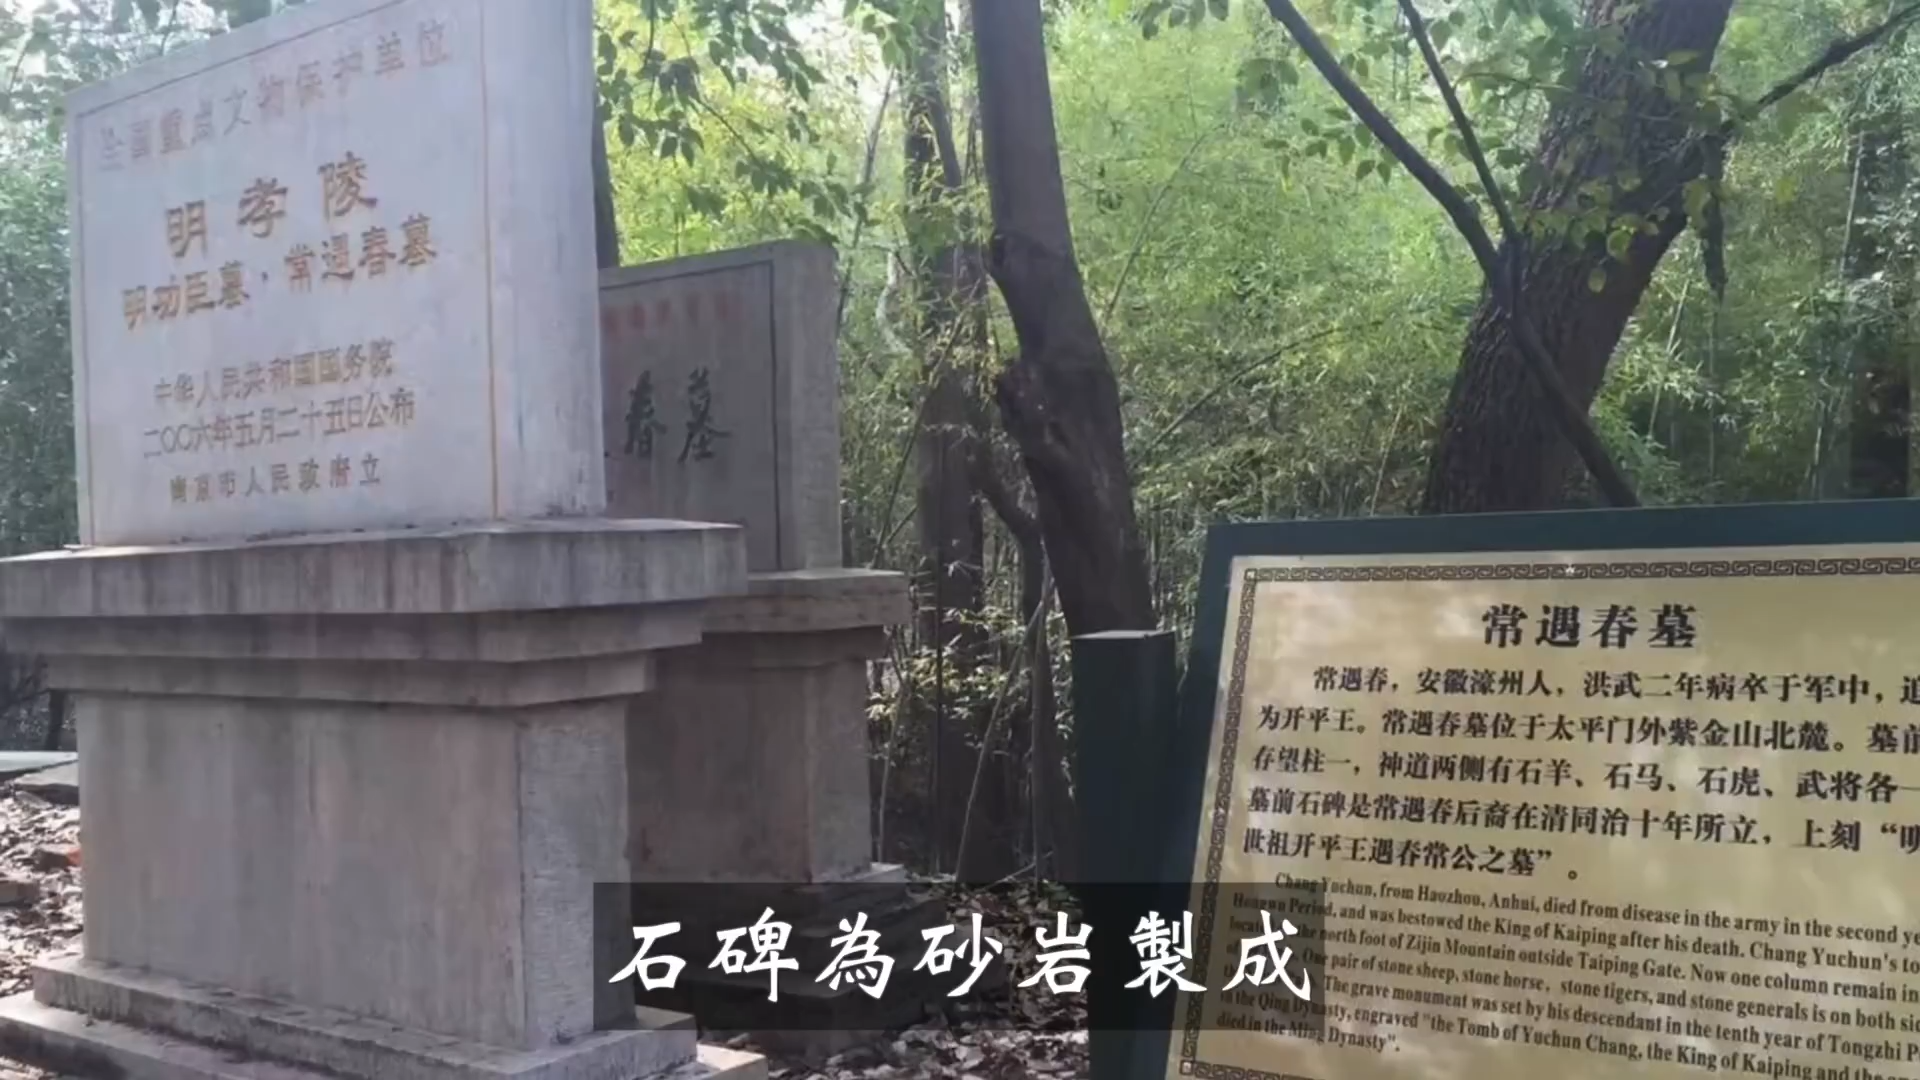 全国重点文物保护单位
明孝陵
明功臣墓·常遇春墓
中华人民共和国国务院
二〇〇六年五月二十五日公布
南京市人民政府立
春墓
常遇春墓
常遇春，安徽濠州人，洪武二年病卒于军中，追
为开平王。常遇春墓位于太平门外紫金山北麓。墓前
存望柱一，神道两侧有石羊、石马、石虎、武将各一
墓前石碑是常遇春后裔在清同治十年所立，上刻“明
世祖开平王遇春常公之墓”。
Chang Yuchun, from Haozhou, Anhui, died from disease in the army in the second ye
Hongwu Period, and was bestowed the King of Kaiping after his death. Chang Yuchun's to
north foot of Zijin Mountain outside Taiping Gate. Now one column remain in
One pair of stone sheep, stone horse, stone tigers, and stone generals is on both si
The grave monument was set by his descendant in the tenth year of Tongzhi P
in the Qing Dynasty, engraved "the Tomb of Yuchun Chang, the King of Kaiping and the
died in the Ming Dynasty".
石碑為砂岩製成